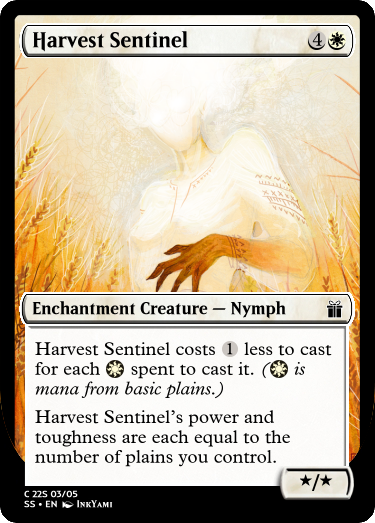 Harvest Sentinel 4
Enchantment Creature — Nymph
Harvest Sentinel costs 1 less to cast
for each spent to cast it. ( is
mana from basic plains.)
Harvest Sentinel's power and
toughness are each equal to the
number of plains you control.
★/★
C 22S 03/05
SS • EN InkYami